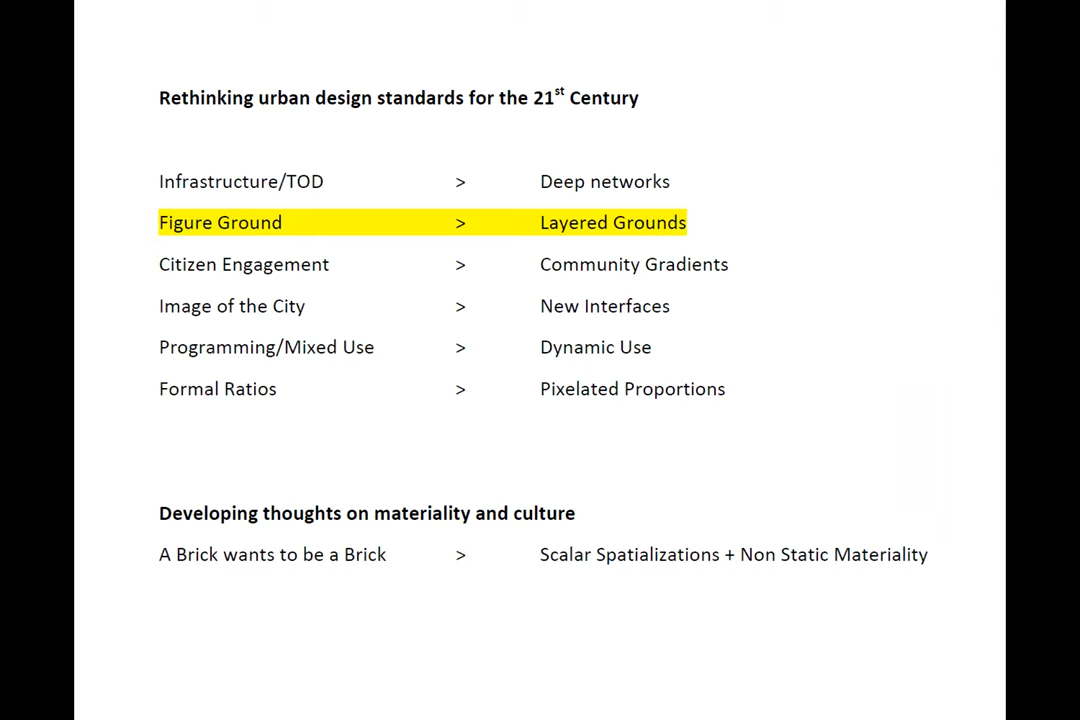 Rethinking urban design standards for the 21st Century
Infrastructure/TOD > Deep networks
Figure Ground > Layered Grounds
Citizen Engagement > Community Gradients
Image of the City > New Interfaces
Programming/Mixed Use > Dynamic Use
Formal Ratios > Pixelated Proportions
Developing thoughts on materiality and culture
A Brick wants to be a Brick > Scalar Spatializations + Non Static Materiality